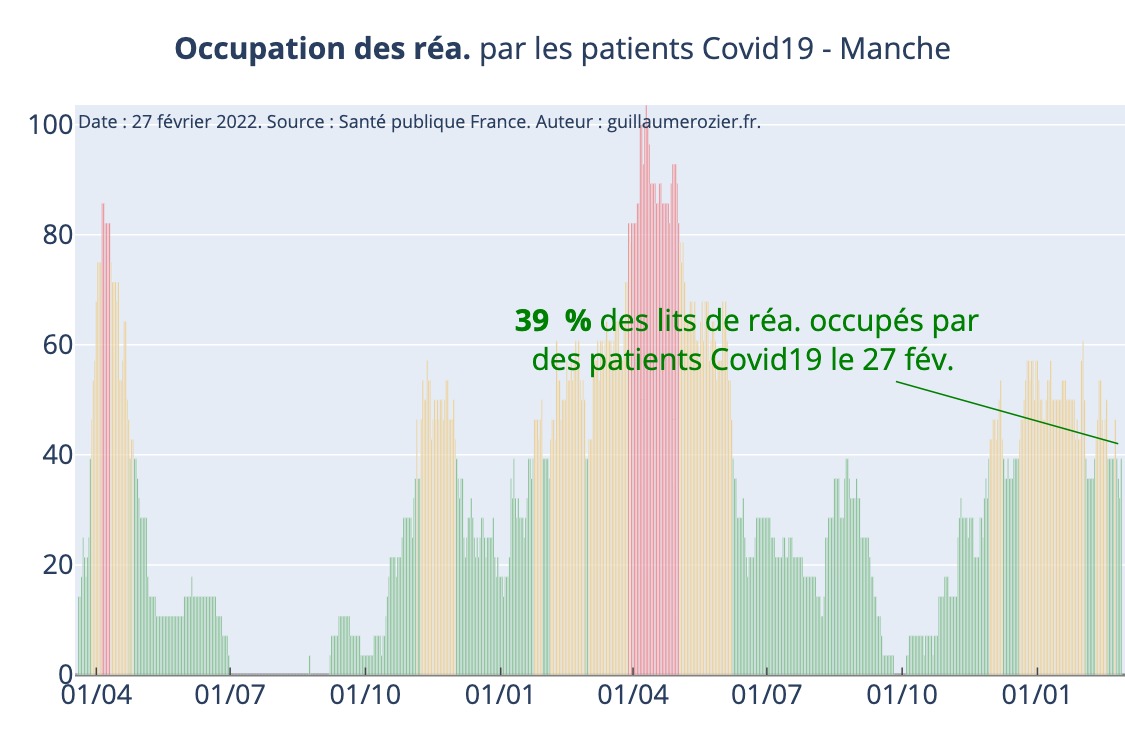 Occupation des réa. par les patients Covid19 - Manche
Date : 27 février 2022. Source : Santé publique France. Auteur : guillaumerozier.fr.
100
80
60
40
20
0
39 % des lits de réa. occupés par
des patients Covid19 le 27 fév.
01/04 01/07 01/10 01/01 01/04 01/07 01/10 01/01